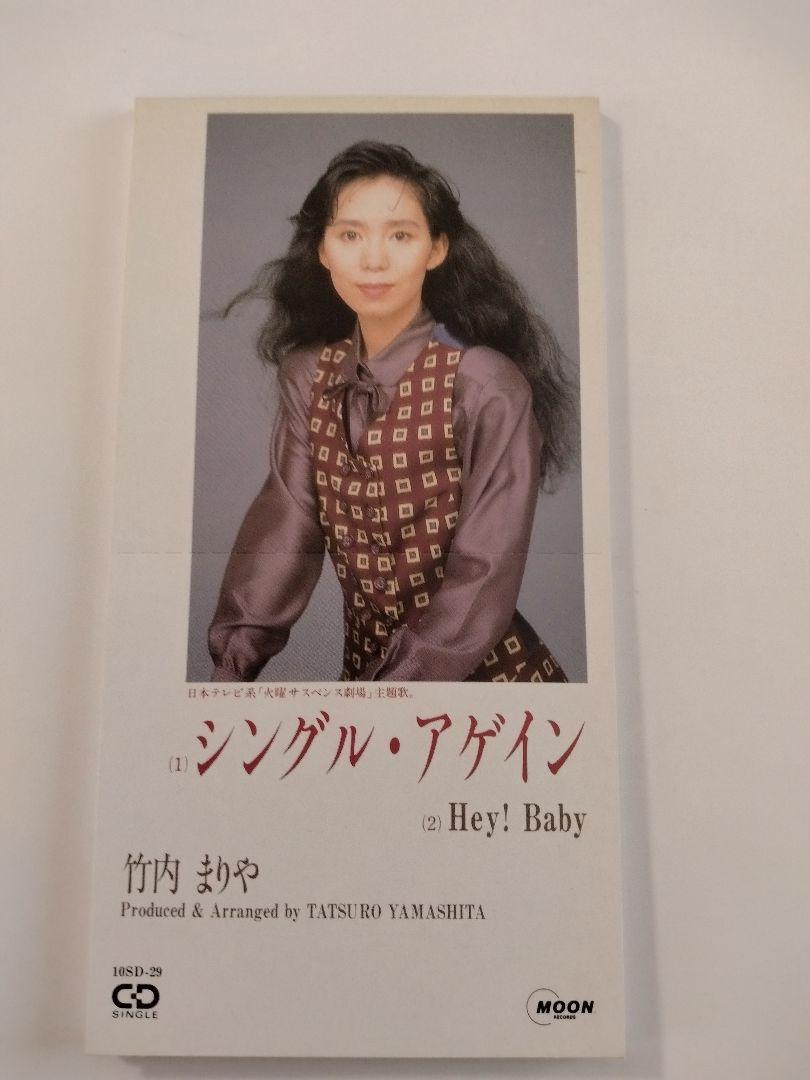 日本テレビ系「火曜サスペンス劇場」主題歌。
(1) シングル・アゲイン
(2) Hey! Baby
竹内 まりや
Produced & Arranged by TATSURO YAMASHITA
10SD-29
CD
SINGLE
MOON
RECORDS